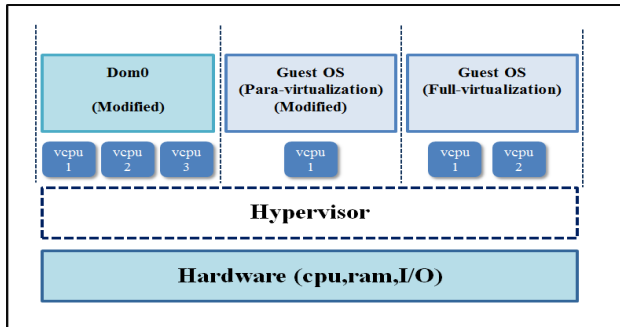 Dom0
(Modified)
Guest OS
(Para-virtualization)
(Modified)
Guest OS
(Full-virtualization)
vcpu
1
vcpu
2
vcpu
3
vcpu
1
vcpu
1
vcpu
2
Hypervisor
Hardware (cpu,ram,I/O)